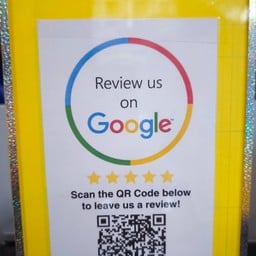 Review us
on
Google
Scan the QR Code below
to leave us a review!